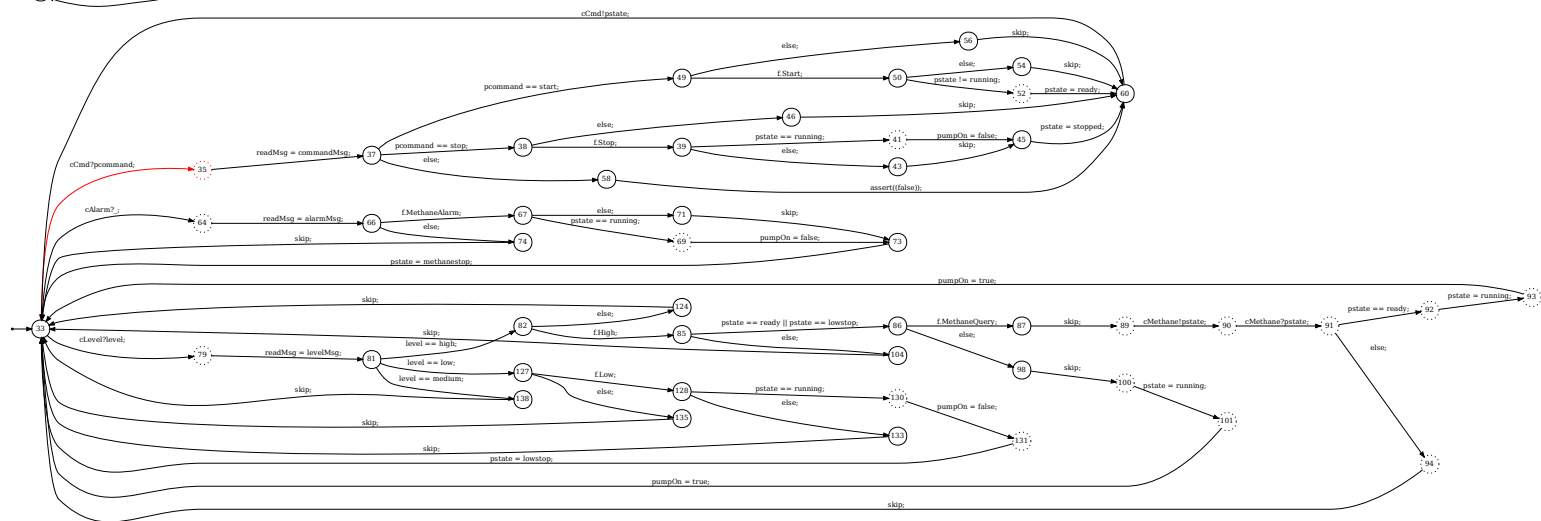 cCmd!pstate;
else;
56
skip;
pcommand == start;
49
f.Start;
50
else;
54
skip;
pstate != running;
52
pstate = ready;
60
else;
46
skip;
cCmd?pcommand;
35
readMsg = commandMsg;
37
pcommand == stop;
38
f.Stop;
39
pstate == running;
41
pumpOn = false;
45
pstate = stopped;
else;
43
skip;
else;
58
assert((false));
cAlarm?_;
64
readMsg = alarmMsg;
66
f.MethaneAlarm;
67
else;
71
skip;
pstate == running;
69
pumpOn = false;
73
else;
74
skip;
pstate = methanestop;
pumpOn = true;
93
skip;
124
33
else;
82
f.High;
85
pstate == ready || pstate == lowstop;
86
f.MethaneQuery;
87
skip;
89
cMethane!pstate;
90
cMethane?pstate;
91
pstate == ready;
92
pstate = running;
skip;
else;
104
else;
98
skip;
100
pstate = running;
101
else;
94
cLevel?level;
79
readMsg = levelMsg;
81
level == high;
level == low;
127
f.Low;
128
pstate == running;
130
pumpOn = false;
131
level == medium;
138
skip;
else;
135
skip;
else;
133
skip;
pstate = lowstop;
pumpOn = true;
skip;